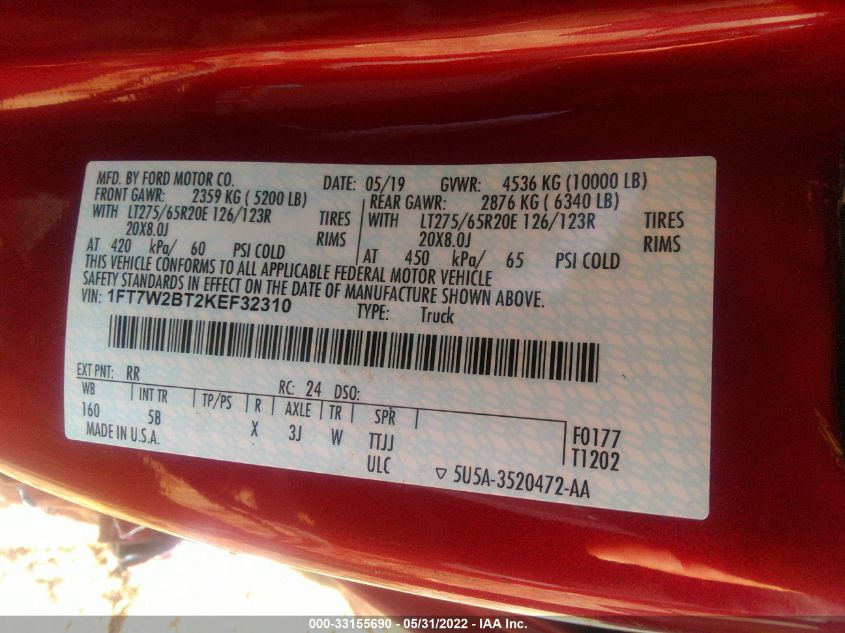 MFD. BY FORD MOTOR CO. DATE: 05/19 GVWR: 4536 KG (10000 LB)
FRONT GAWR: 2359 KG ( 5200 LB) REAR GAWR: 2876 KG ( 6340 LB)
WITH LT275/65R20E 126/123R TIRES WITH LT275/65R20E 126/123R TIRES
20X8.0J RIMS 20X8.0J RIMS
AT 420 kPa/ 60 PSI COLD AT 450 kPa/ 65 PSI COLD
THIS VEHICLE CONFORMS TO ALL APPLICABLE FEDERAL MOTOR VEHICLE
SAFETY STANDARDS IN EFFECT ON THE DATE OF MANUFACTURE SHOWN ABOVE.
VIN: 1FT7W2BT2KEF32310 TYPE: Truck
EXT PNT: RR RC: 24 DSO:
WB INT TR TP/PS R AXLE TR SPR
160 5B X 3J W TTJJ F0177
MADE IN U.S.A. ULC T1202
5U5A-3520472-AA
000-33155690 - 05/31/2022 - IAA Inc.